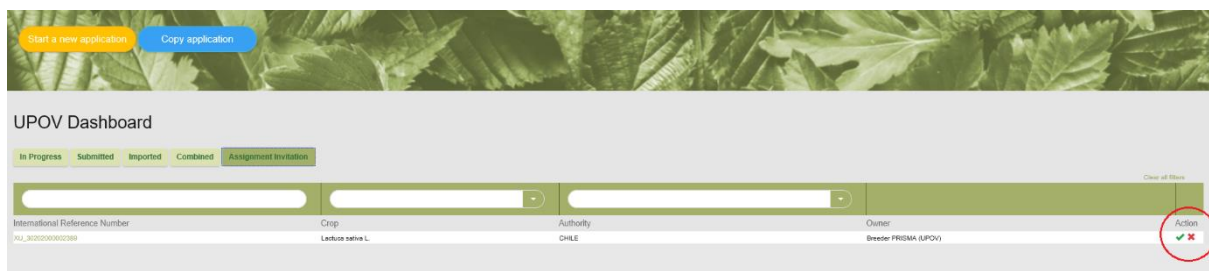 Start a new application Copy application
UPOV Dashboard
In Progress Submitted Imported Combined Assignment Invitation
Clear all filters
International Reference Number Crop Authority Owner Action
XU_30202000002389 Lactuca sativa L. CHILE Breeder PRISMA (UPOV)